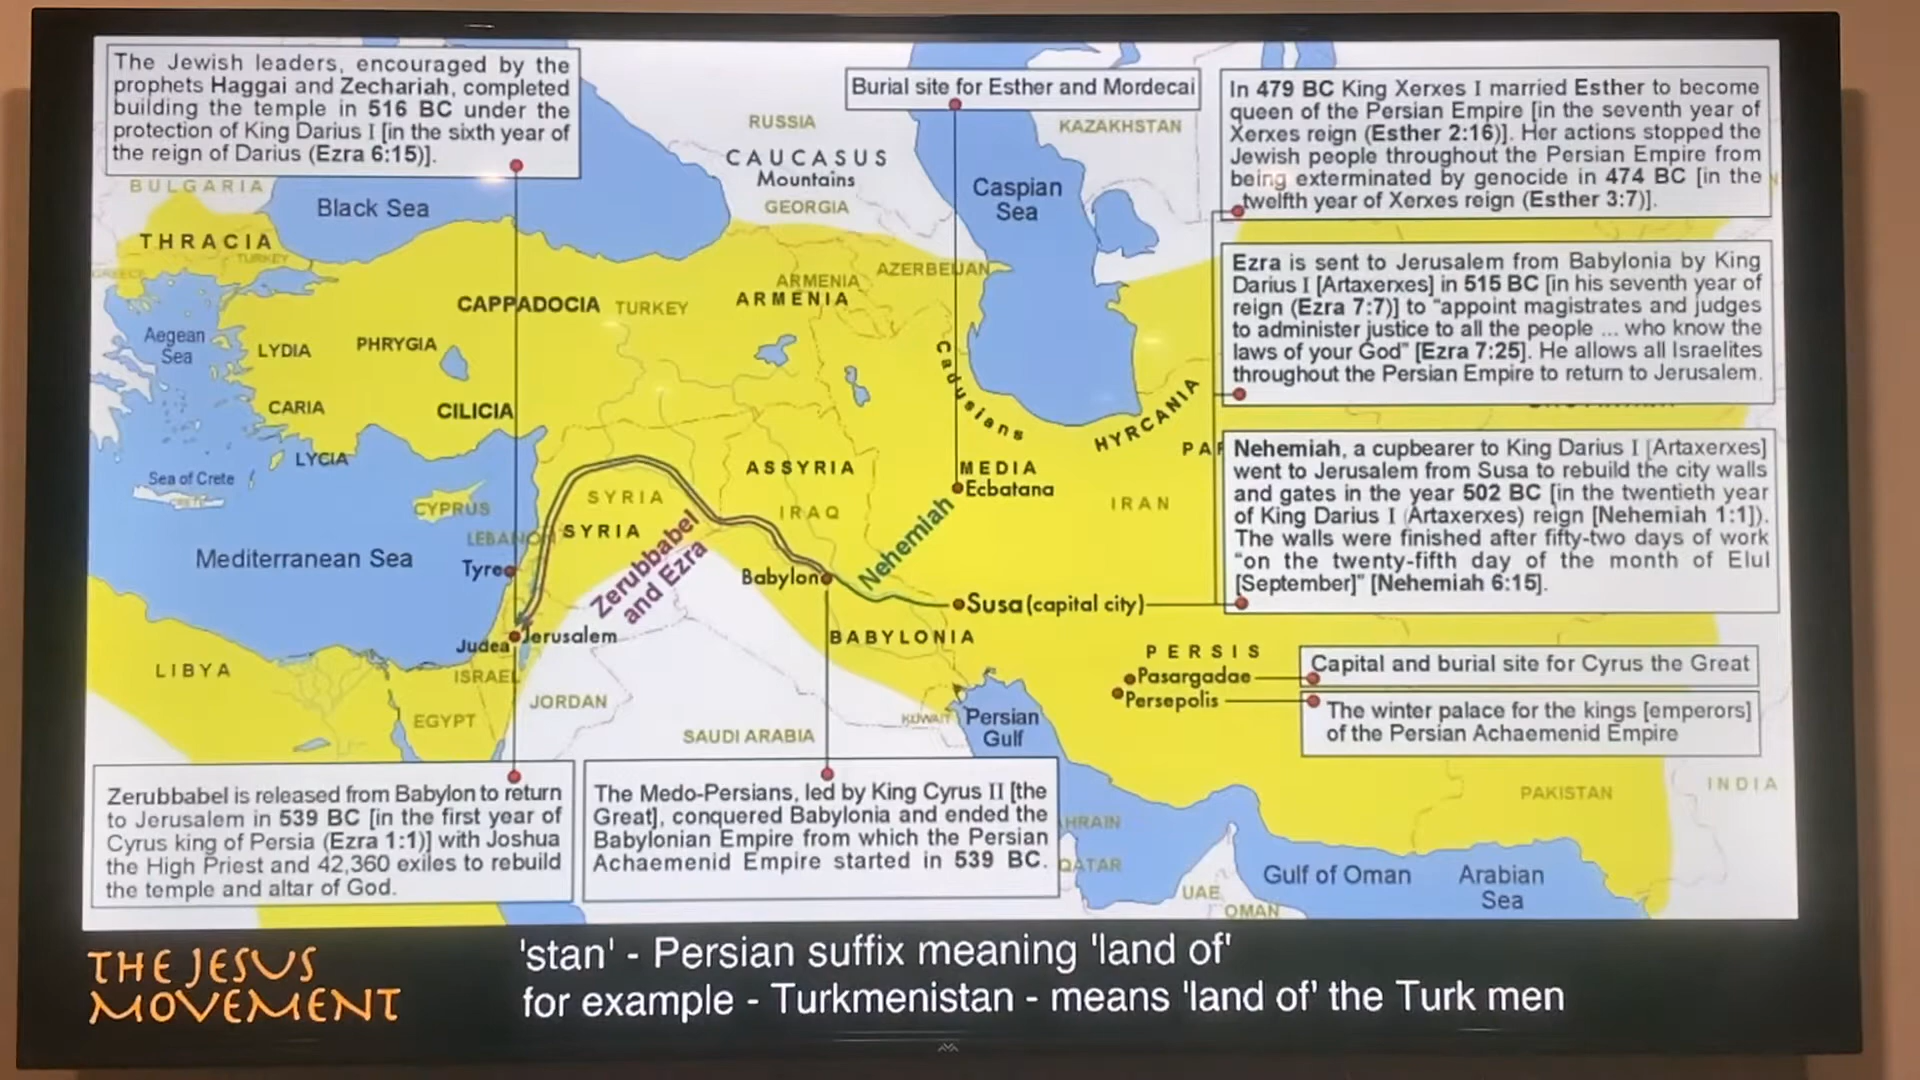 The Jewish leaders, encouraged by the
prophets Haggai and Zechariah, completed
building the temple in 516 BC under the
protection of King Darius I [in the sixth year of
the reign of Darius (Ezra 6:15)].
Burial site for Esther and Mordecai
In 479 BC King Xerxes I married Esther to become
queen of the Persian Empire [in the seventh year of
Xerxes reign (Esther 2:16)]. Her actions stopped the
Jewish people throughout the Persian Empire from
being exterminated by genocide in 474 BC [in the
twelfth year of Xerxes reign (Esther 3:7)].
RUSSIA
KAZAKHSTAN
CAUCASUS
Mountains
GEORGIA
Caspian
Sea
BULGARIA
Black Sea
THRACIA
TURKEY
GREECE
AZERBEIJAN
ARMENIA
ARMENIA
CAPPADOCIA
TURKEY
Aegean
Sea
LYDIA
PHRYGIA
Cadusians
CARIA
CILICIA
HYRCANIA
LYCIA
Ezra is sent to Jerusalem from Babylonia by King
Darius I [Artaxerxes] in 515 BC [in his seventh year of
reign (Ezra 7:7)] to "appoint magistrates and judges
to administer justice to all the people ... who know the
laws of your God" [Ezra 7:25]. He allows all Israelites
throughout the Persian Empire to return to Jerusalem.
PAR
Sea of Crete
CYPRUS
SYRIA
ASSYRIA
MEDIA
Ecbatana
IRAQ
IRAN
LEBANON
SYRIA
Mediterranean Sea
Tyre
Zerubbabel
and Ezra
Babylon
Nehemiah
Susa (capital city)
Nehemiah, a cupbearer to King Darius I [Artaxerxes]
went to Jerusalem from Susa to rebuild the city walls
and gates in the year 502 BC [in the twentieth year
of King Darius I (Artaxerxes) reign [Nehemiah 1:1]).
The walls were finished after fifty-two days of work
"on the twenty-fifth day of the month of Elul
[September]" [Nehemiah 6:15].
Judea
Jerusalem
BABYLONIA
LIBYA
ISRAEL
JORDAN
EGYPT
SAUDI ARABIA
KUWAIT
Persian
Gulf
PERSIS
Pasargadae
Persepolis
Capital and burial site for Cyrus the Great
The winter palace for the kings [emperors]
of the Persian Achaemenid Empire
PAKISTAN
INDIA
Zerubbabel is released from Babylon to return
to Jerusalem in 539 BC [in the first year of
Cyrus king of Persia (Ezra 1:1)] with Joshua
the High Priest and 42,360 exiles to rebuild
the temple and altar of God.
The Medo-Persians, led by King Cyrus II [the
Great], conquered Babylonia and ended the
Babylonian Empire from which the Persian
Achaemenid Empire started in 539 BC.
HRAIN
QATAR
UAE
OMAN
Gulf of Oman
Arabian
Sea
THE JESUS
MOVEMENT
'stan' - Persian suffix meaning 'land of'
for example - Turkmenistan - means 'land of' the Turk men